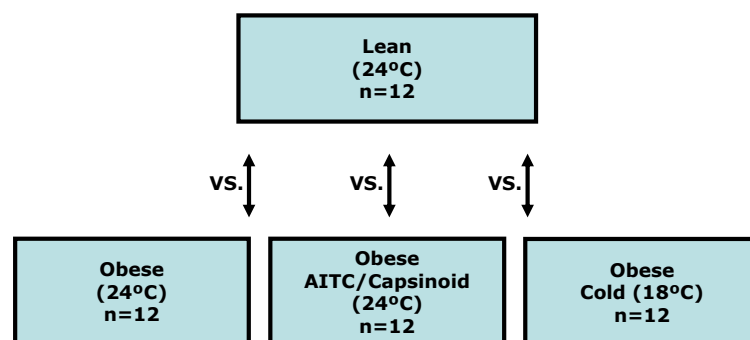 Lean
(24ºC)
n=12
VS.
VS.
VS.
Obese
(24ºC)
n=12
Obese
AITC/Capsinoid
(24ºC)
n=12
Obese
Cold (18ºC)
n=12